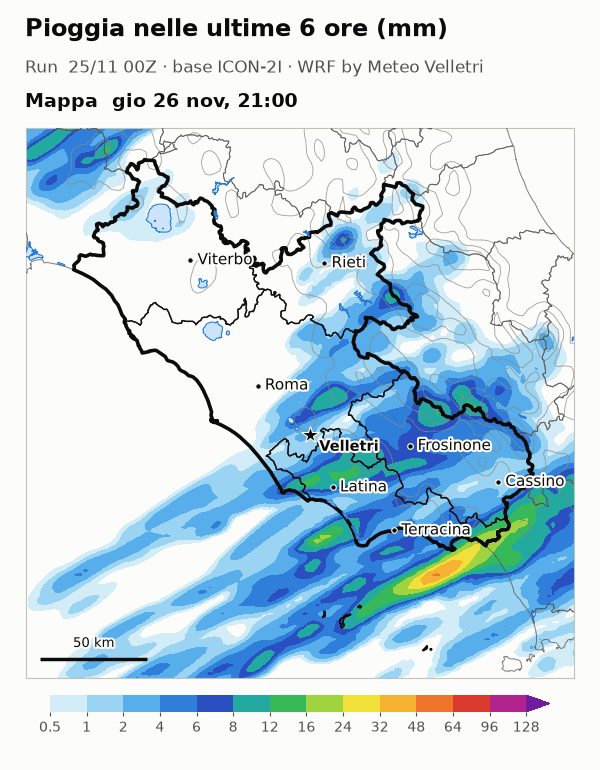 Pioggia nelle ultime 6 ore (mm)
Run  25/11 00Z · base ICON-2I · WRF by Meteo Velletri
Mappa  gio 26 nov, 21:00
Viterbo
Rieti
Roma
Velletri
Frosinone
Latina
Cassino
Terracina
50 km
0.5 1 2 4 6 8 12 16 24 32 48 64 96 128